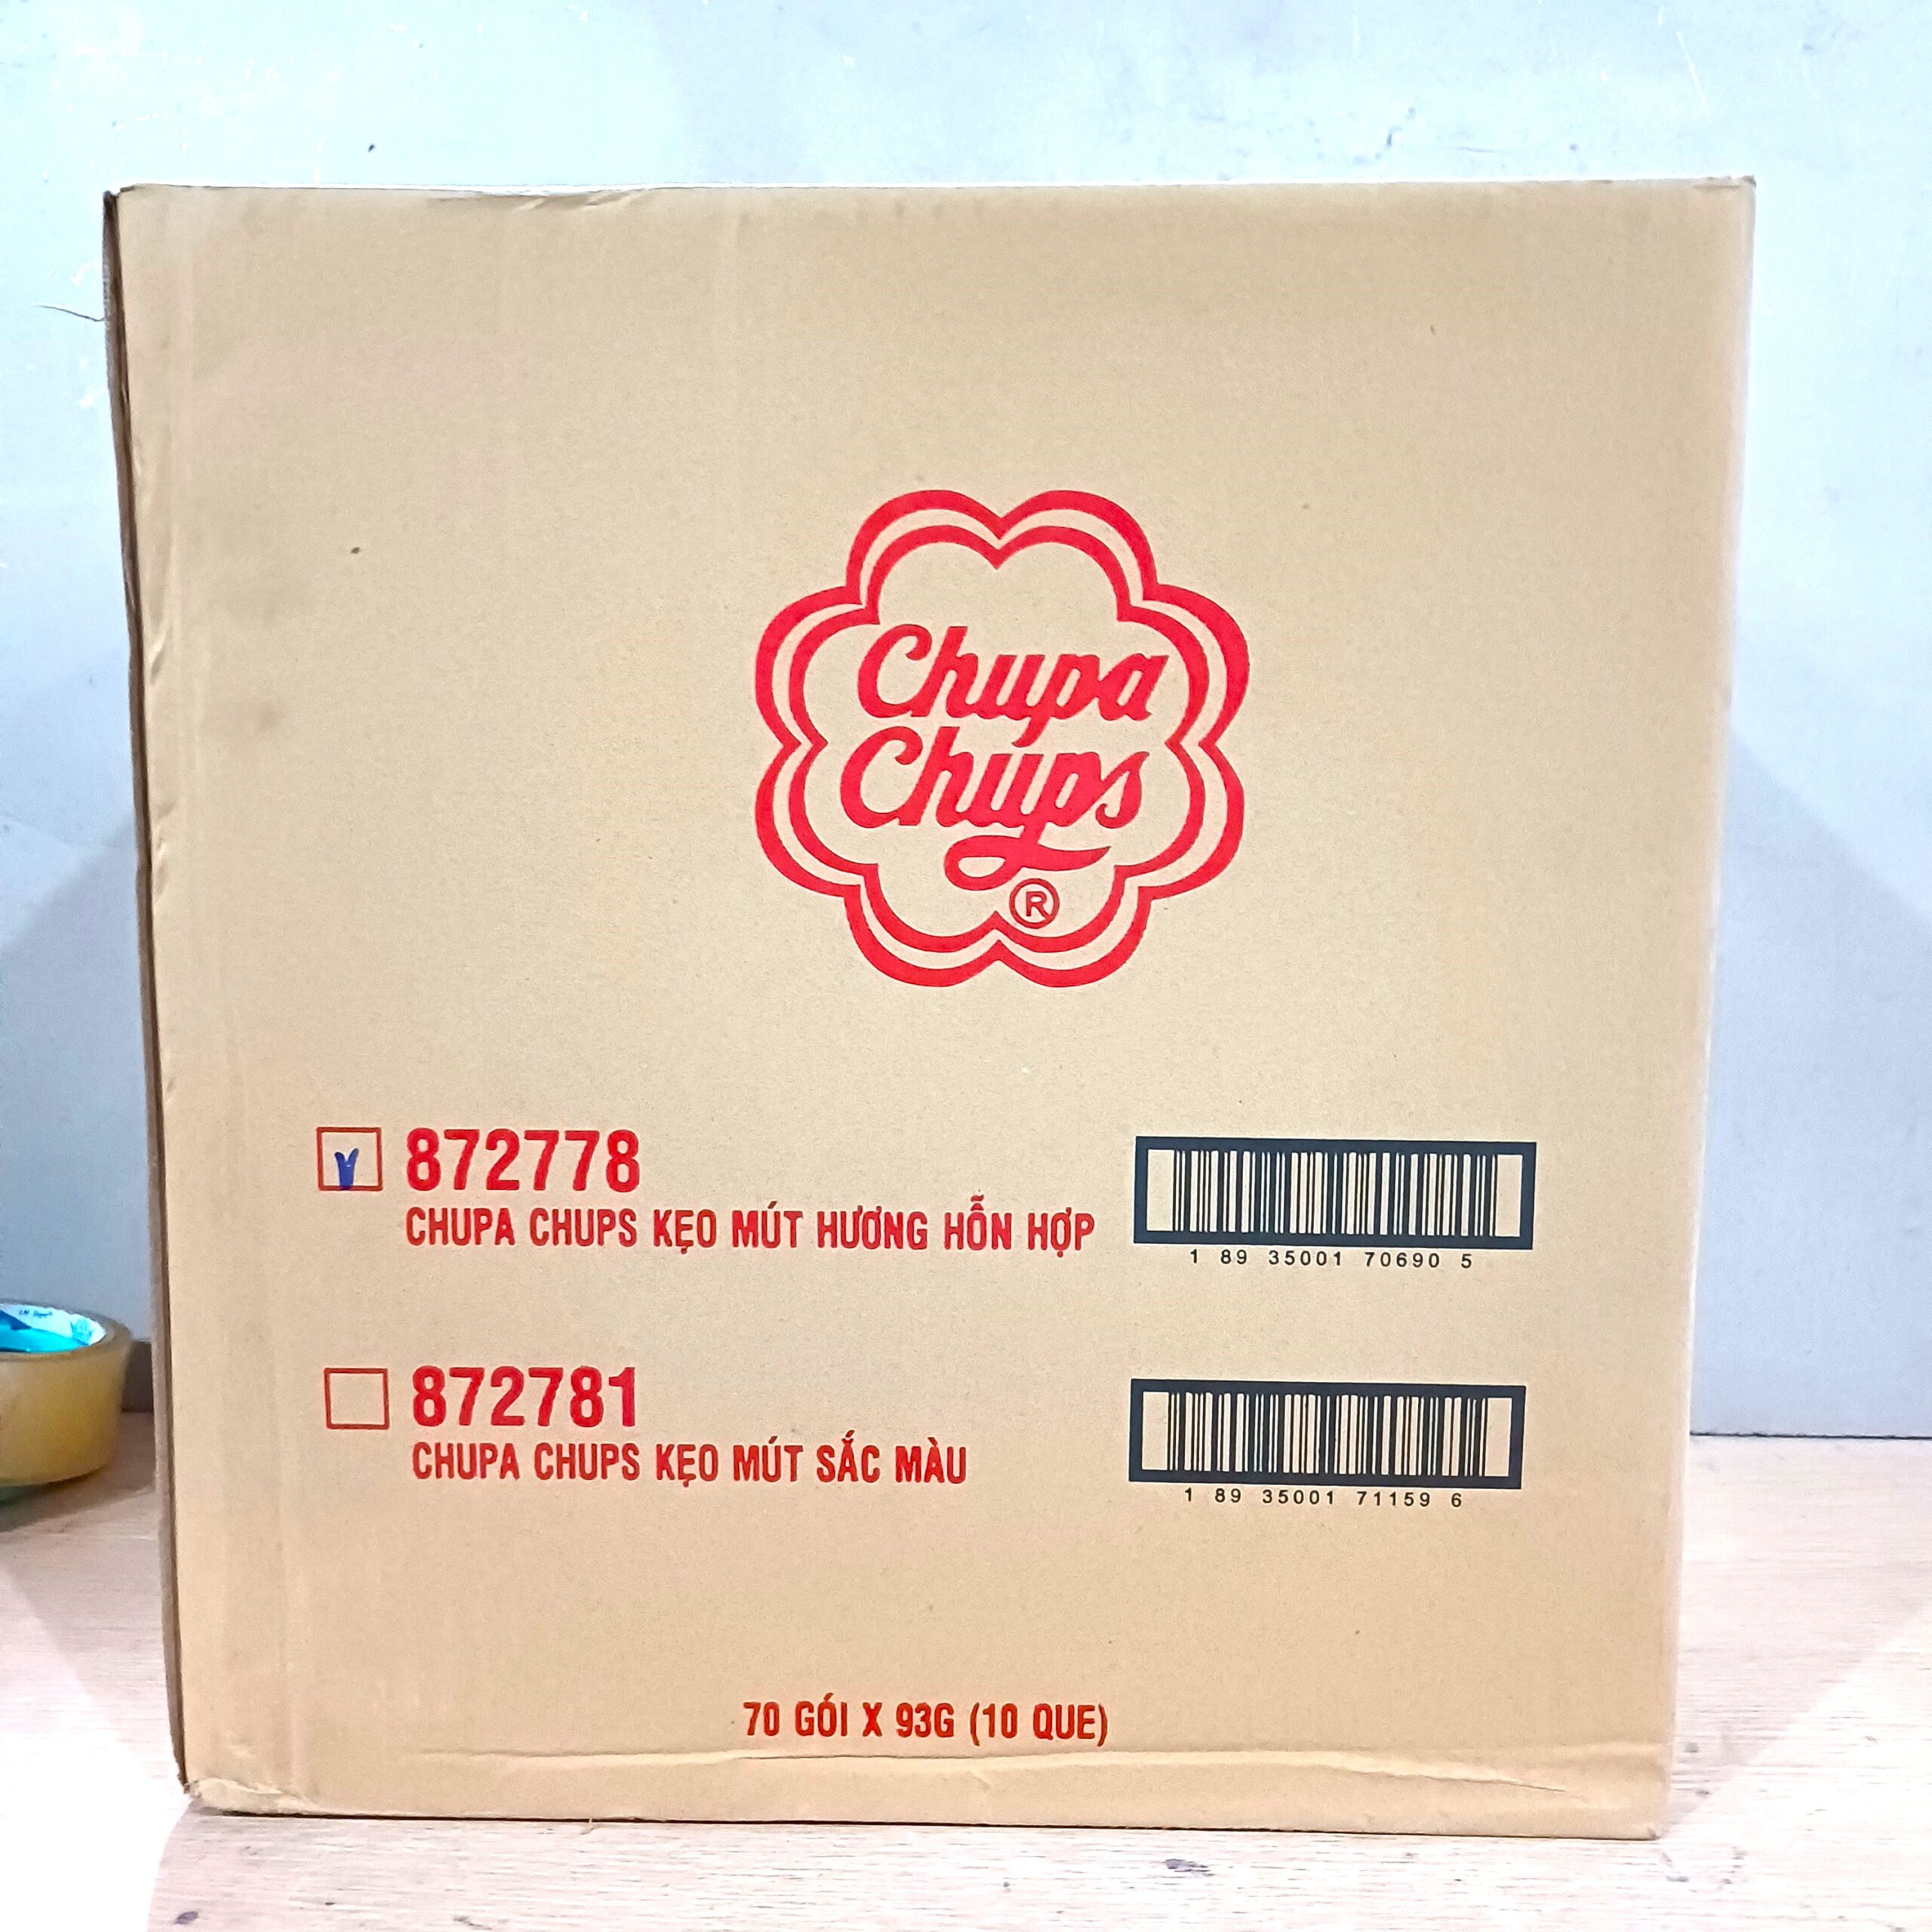 Chupa
Chups
®
872778
CHUPA CHUPS KẸO MÚT HƯƠNG HỖN HỢP
1 89 35001 70690 5
872781
CHUPA CHUPS KẸO MÚT SẮC MÀU
1 89 35001 71159 6
70 GÓI X 93G (10 QUE)